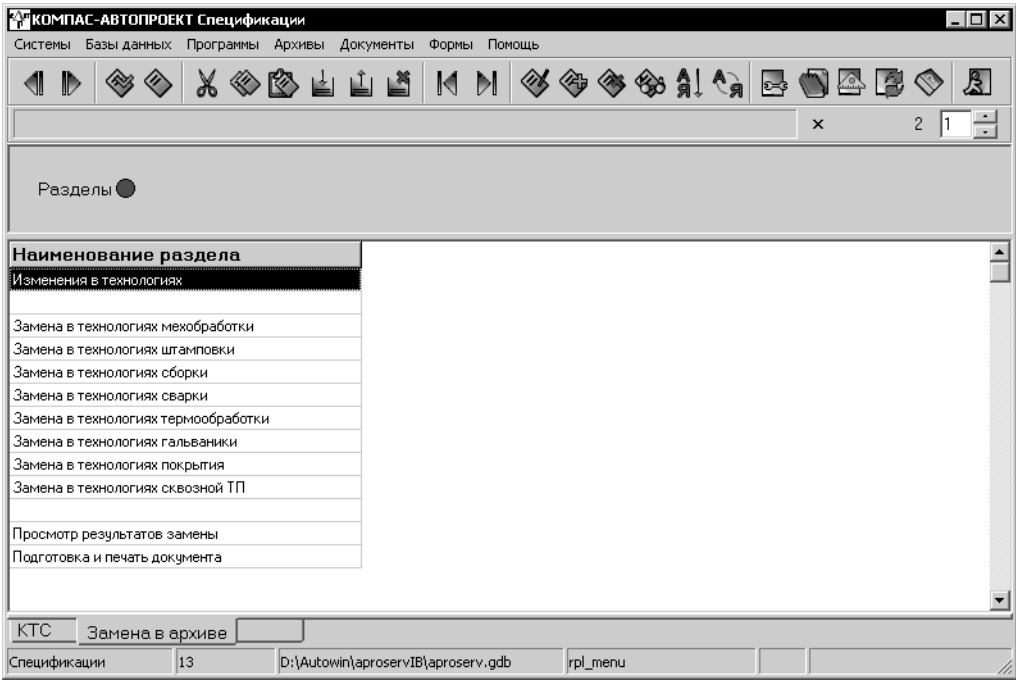 КОМПАС-АВТОПРОЕКТ Спецификации
Системы Базы данных Программы Архивы Документы Формы Помощь
2 1
Разделы
Наименование раздела
Изменения в технологиях
Замена в технологиях мехобработки
Замена в технологиях штамповки
Замена в технологиях сборки
Замена в технологиях сварки
Замена в технологиях термообработки
Замена в технологиях гальваники
Замена в технологиях покрытия
Замена в технологиях сквозной ТП
Просмотр результатов замены
Подготовка и печать документа
КТС Замена в архиве
Спецификации 13 D:\Autowin\aproservIB\aproserv.gdb rpl_menu